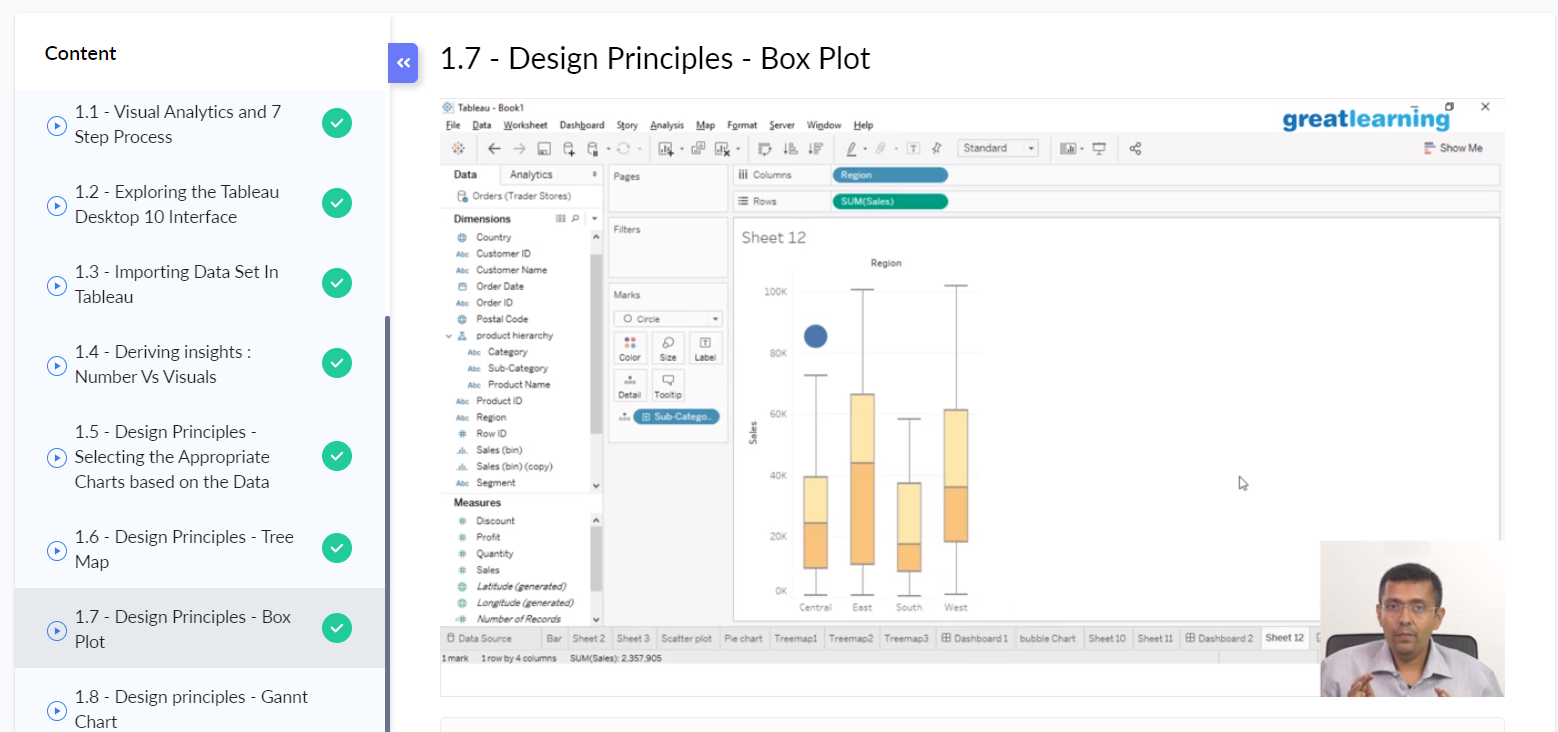 Content
1.1 - Visual Analytics and 7
Step Process
1.2 - Exploring the Tableau
Desktop 10 Interface
1.3 - Importing Data Set In
Tableau
1.4 - Deriving insights :
Number Vs Visuals
1.5 - Design Principles -
Selecting the Appropriate
Charts based on the Data
1.6 - Design Principles - Tree
Map
1.7 - Design Principles - Box
Plot
1.8 - Design principles - Gannt
Chart
1.7 - Design Principles - Box Plot
Tableau - Book1
greatlearning
File Data Worksheet Dashboard Story Analysis Map Format Server Window Help
Standard
Show Me
Data Analytics
Orders (Trader Stores)
Dimensions
Country
Abc Customer ID
Abc Customer Name
Order Date
Abc Order ID
Postal Code
product hierarchy
Abc Category
Abc Sub-Category
Abc Product Name
Abc Product ID
Abc Region
# Row ID
Sales (bin)
Sales (bin) (copy)
Abc Segment
Measures
# Discount
# Profit
# Quantity
# Sales
Latitude (generated)
Longitude (generated)
=# Number of Records
Pages
Filters
Marks
Circle
Color Size Label
Detail Tooltip
Sub-Catego..
Columns Region
Rows SUM(Sales)
Sheet 12
Region
Sales
100K
80K
60K
40K
20K
0K
Central East South West
Data Source Bar Sheet 2 Sheet 3 Scatter plot Pie chart Treemap1 Treemap2 Treemap3 Dashboard 1 bubble Chart Sheet 10 Sheet 11 Dashboard 2 Sheet 12
1 mark 1 row by 4 columns SUM(Sales): 2,357,905